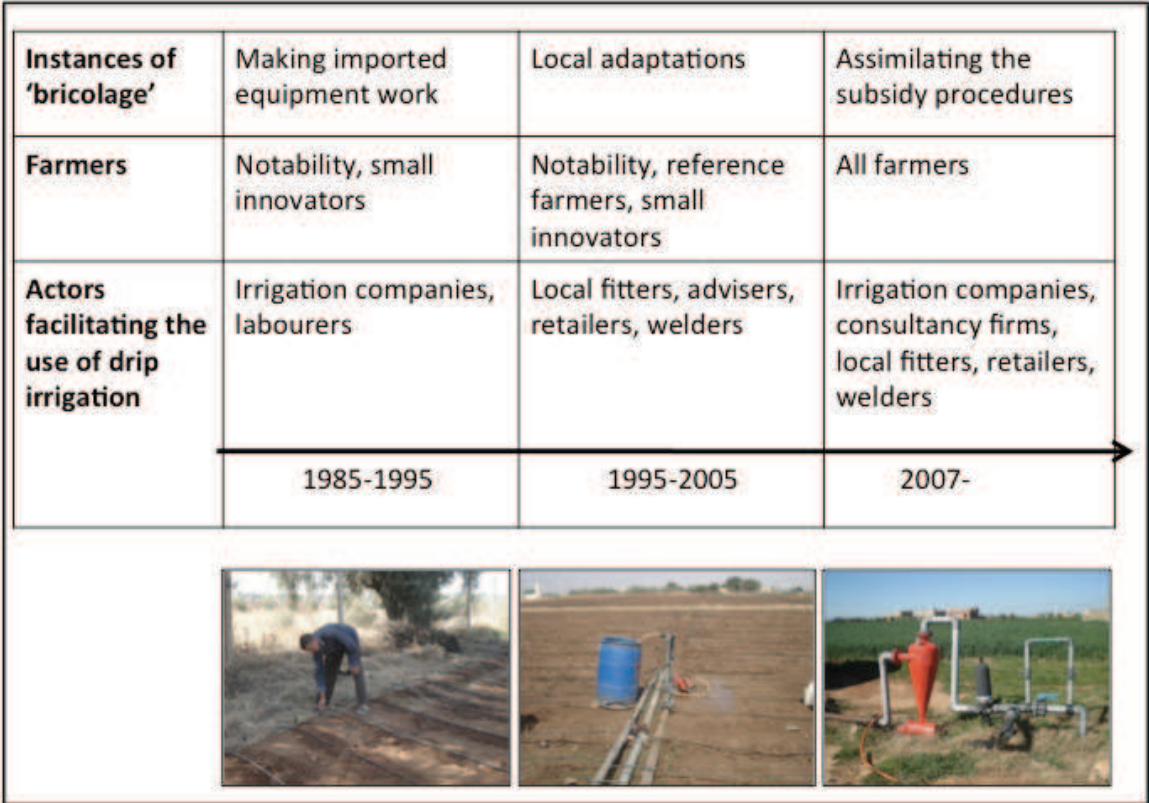 Instances of
'bricolage'
Making imported
equipment work
Local adaptations
Assimilating the
subsidy procedures
Farmers
Notability, small
innovators
Notability, reference
farmers, small
innovators
All farmers
Actors
facilitating the
use of drip
irrigation
Irrigation companies,
labourers
Local fitters, advisers,
retailers, welders
Irrigation companies,
consultancy firms,
local fitters, retailers,
welders
1985-1995
1995-2005
2007-